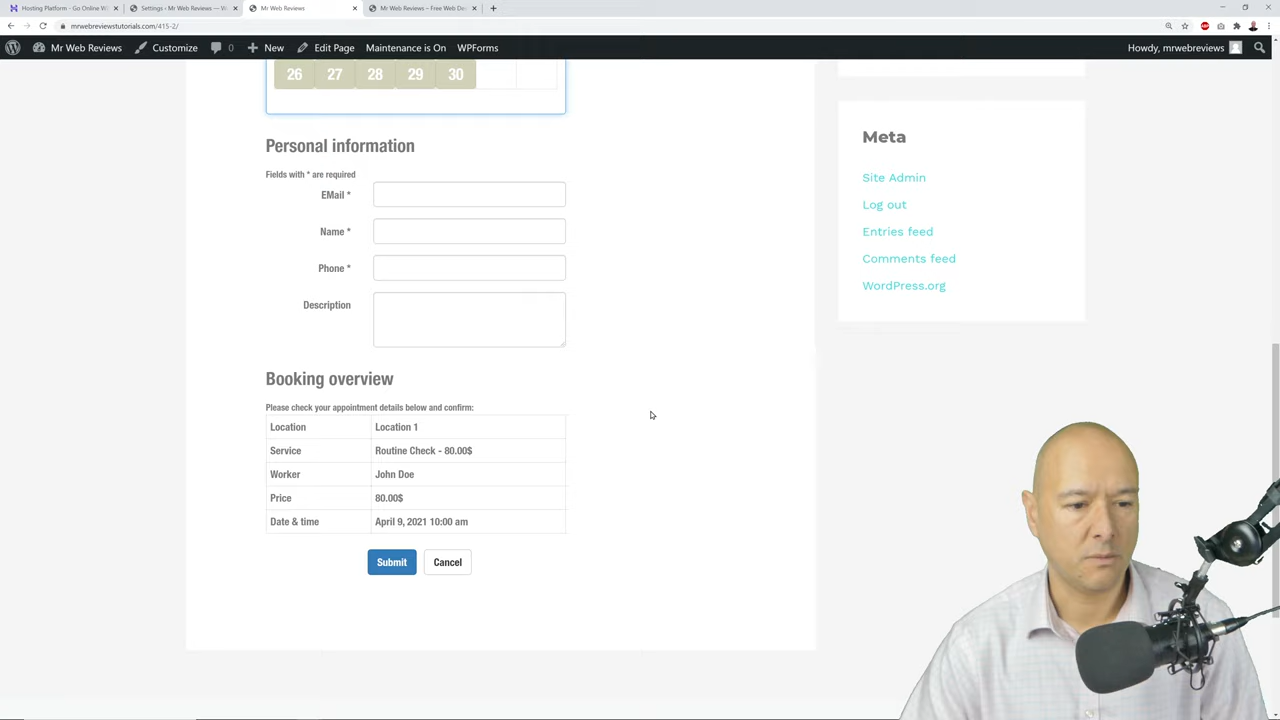 Hosting Platform - Go Online W
Settings ‹ Mr Web Reviews — W
Mr Web Reviews
Mr Web Reviews – Free Web De
mrwebreviewstutorials.com/415-2/
Mr Web Reviews
Customize
0
New
Edit Page
Maintenance is On
WPForms
Howdy, mrwebreviews
26 27 28 29 30
Personal information
Fields with * are required
EMail *
Name *
Phone *
Description
Booking overview
Please check your appointment details below and confirm:
Location Location 1
Service Routine Check - 80.00$
Worker John Doe
Price 80.00$
Date & time April 9, 2021 10:00 am
Submit Cancel
Meta
Site Admin
Log out
Entries feed
Comments feed
WordPress.org